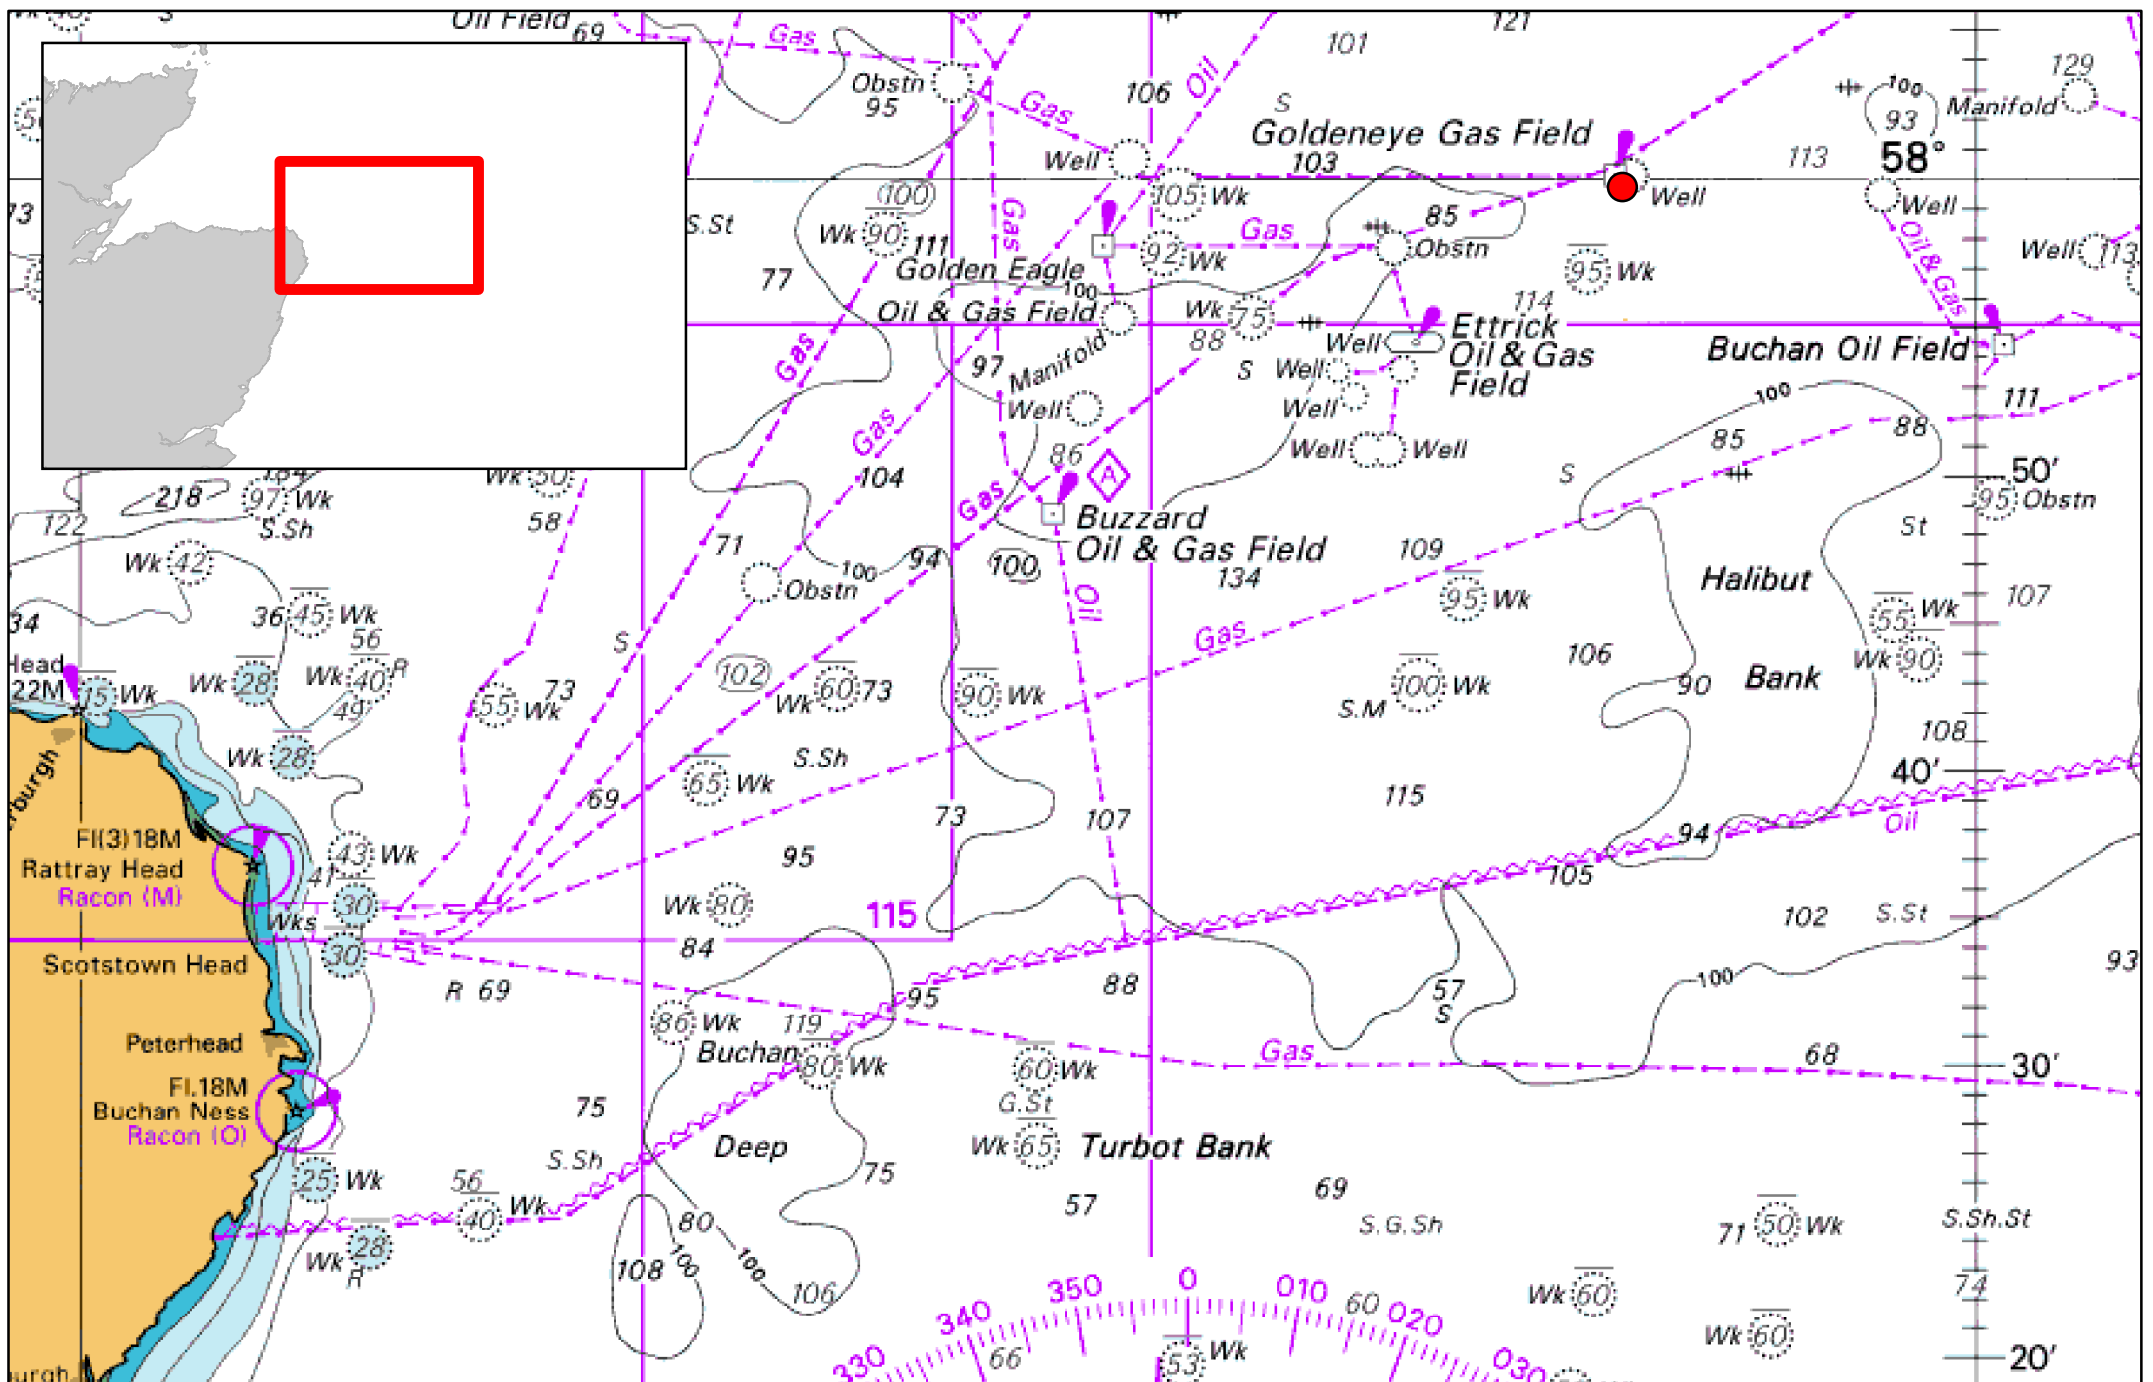 Oil Field
69
Gas
101
121
S
Obstn
95
Gas
106
Oil
S
129
Manifold
100
93
Goldeneye Gas Field
Well
103
113
58°
105 Wk
Well
Well
(100)
85
S.St
Wk 90
111
Gas
Gas
92 Wk
Obstn
95 Wk
Oil & Gas
Well 113
77
Golden Eagle
Oil & Gas Field
100
Wk 75
114
88
Ettrick
Oil & Gas
Field
Well
Buchan Oil Field
Gas
97
Manifold
S
Well
Well
Well
100
111
Gas
104
86
Well
Well
85
88
A
S
50'
218
97 Wk
Wk 50
122
S.Sh
58
71
Gas
Buzzard
Oil & Gas Field
95 Obstn
St
Wk 42
100
94
100
134
109
Halibut
Obstn
36 45 Wk
34
56
Oil
95 Wk
107
55 Wk
S
Gas
106
Wk 90
Head
22M
15 Wk
Wk 28
Wk 40 R
49
102
73
55 Wk
Wk 60 73
90 Wk
100 Wk
S.M
90
Bank
Wk 28
S.Sh
108
65 Wk
40'
69
73
107
115
94
Oil
Fl(3)18M
Rattray Head
Racon (M)
43 Wk
41
95
105
30
Wks
Wk 80
115
102
S.St
30
84
Scotstown Head
R 69
95
88
57
S
100
93
86 Wk
119
Peterhead
Buchan
80 Wk
60 Wk
G.St
Gas
68
30'
Fl.18M
Buchan Ness
Racon (O)
75
Deep
Wk 65
Turbot Bank
S.Sh
75
25 Wk
56
40 Wk
57
69
S.G.Sh
80
71 50 Wk
S.Sh.St
Wk 28
R
108
100
100
106
74
Wk 60
350
0
010
60
020
340
Wk 60
330
66
53 Wk
030
20'